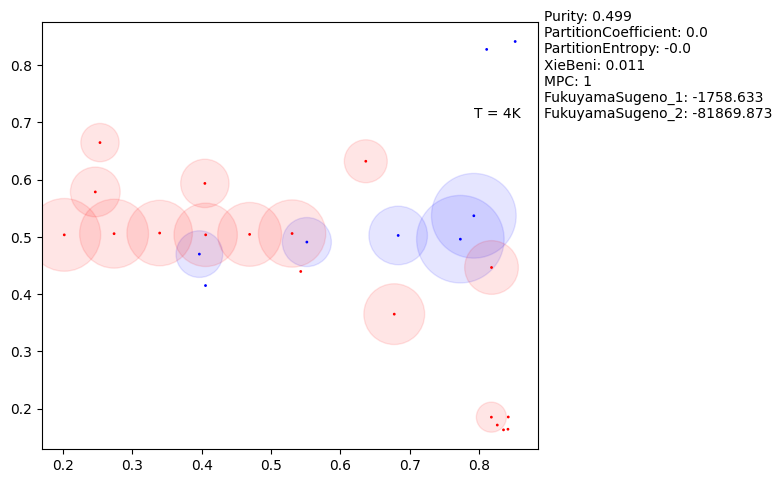 Purity: 0.499
PartitionCoefficient: 0.0
PartitionEntropy: -0.0
XieBeni: 0.011
MPC: 1
FukuyamaSugeno_1: -1758.633
FukuyamaSugeno_2: -81869.873
T = 4K
0.8
0.7
0.6
0.5
0.4
0.3
0.2
0.2 0.3 0.4 0.5 0.6 0.7 0.8